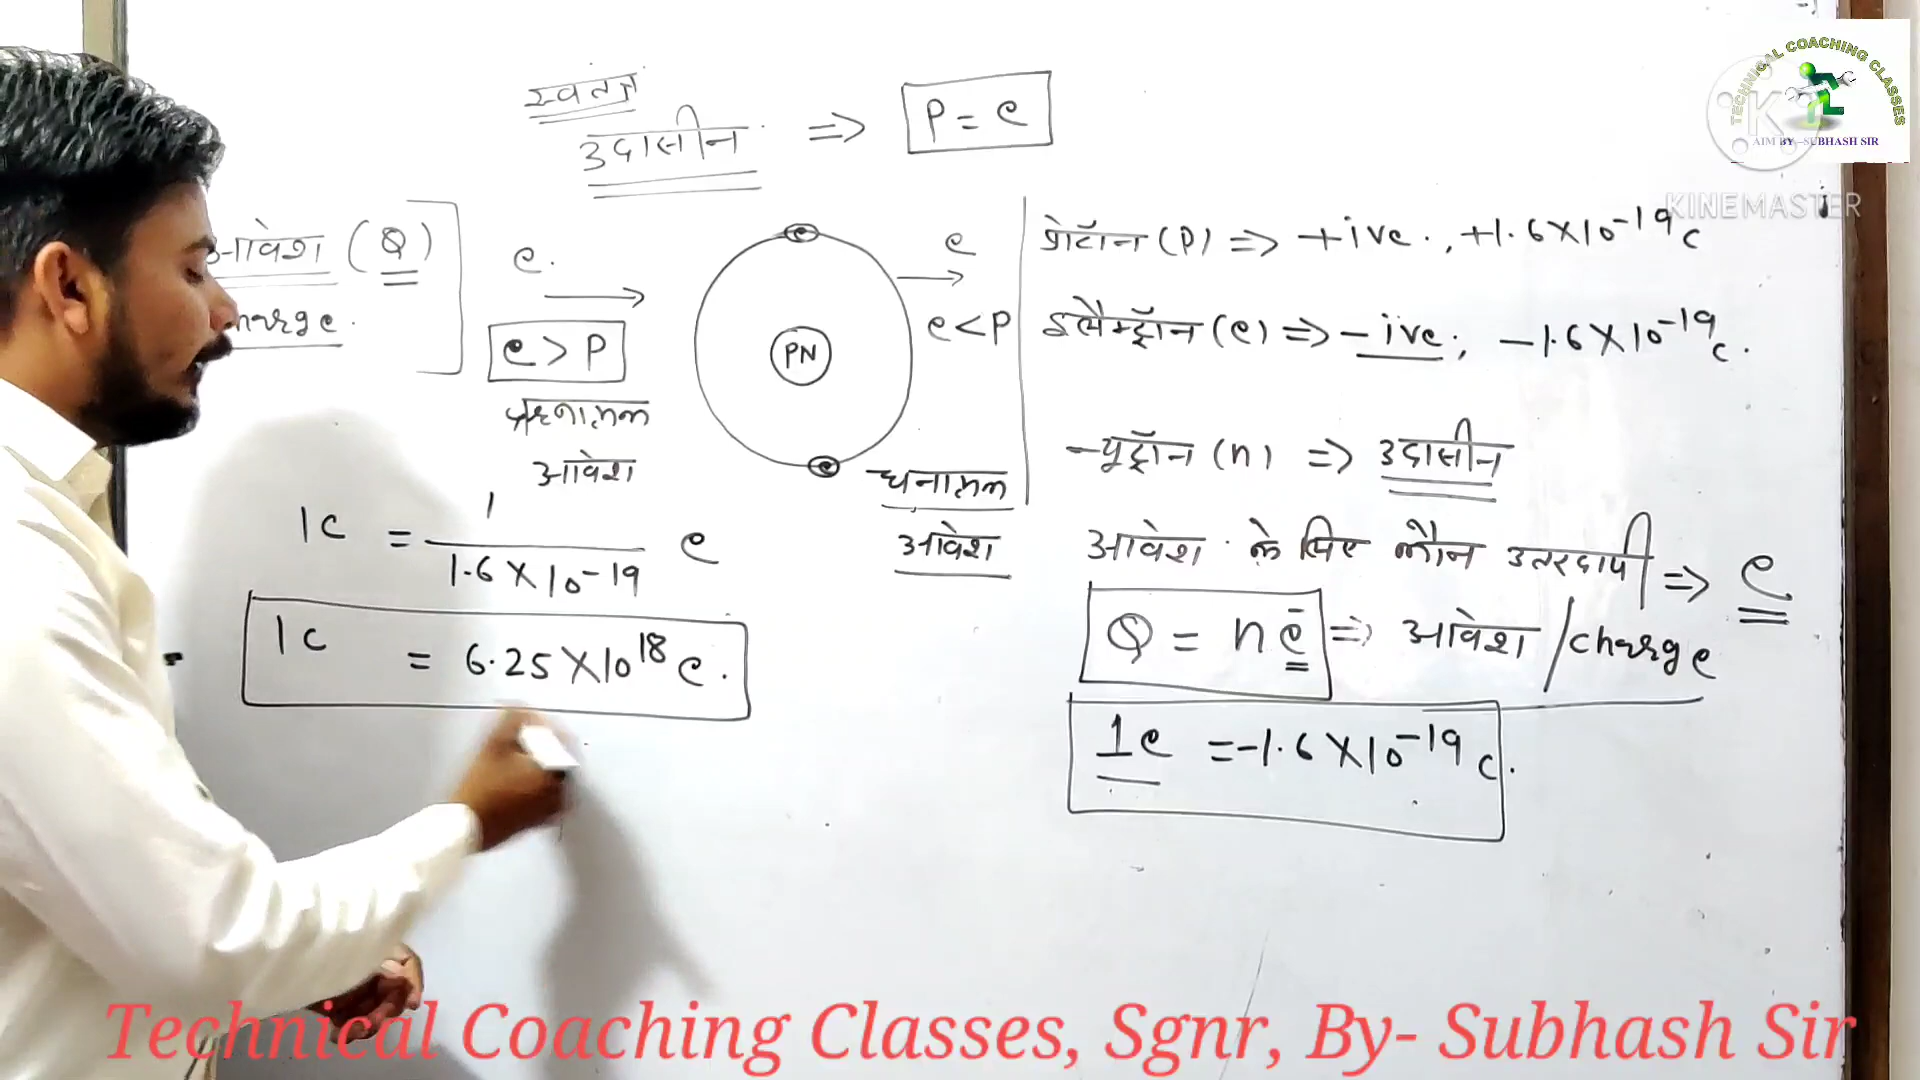 स्वतंत्र
उदासीन ⇒ P = e
आवेश (Q)
charge.
e.
e > P
ऋणात्मक
आवेश
e
PN
e
e
e < P
धनात्मक
आवेश
1c = 1 / 1.6 × 10⁻¹⁹ e
1c = 6.25 × 10¹⁸ e.
प्रोटॉन (P) ⇒ +ive., +1.6×10⁻¹⁹ c
इलैक्ट्रॉन (e) ⇒ -ive., -1.6×10⁻¹⁹ c.
न्यूट्रॉन (n) ⇒ उदासीन
आवेश के लिए कौन उत्तरदायी ⇒ e
Q = n e⁻ ⇒ आवेश / charge
1e = -1.6 × 10⁻¹⁹ c.
TECHNICAL COACHING CLASSES
AIM BY -SUBHASH SIR
KINEMASTER
Technical Coaching Classes, Sgnr, By- Subhash Sir